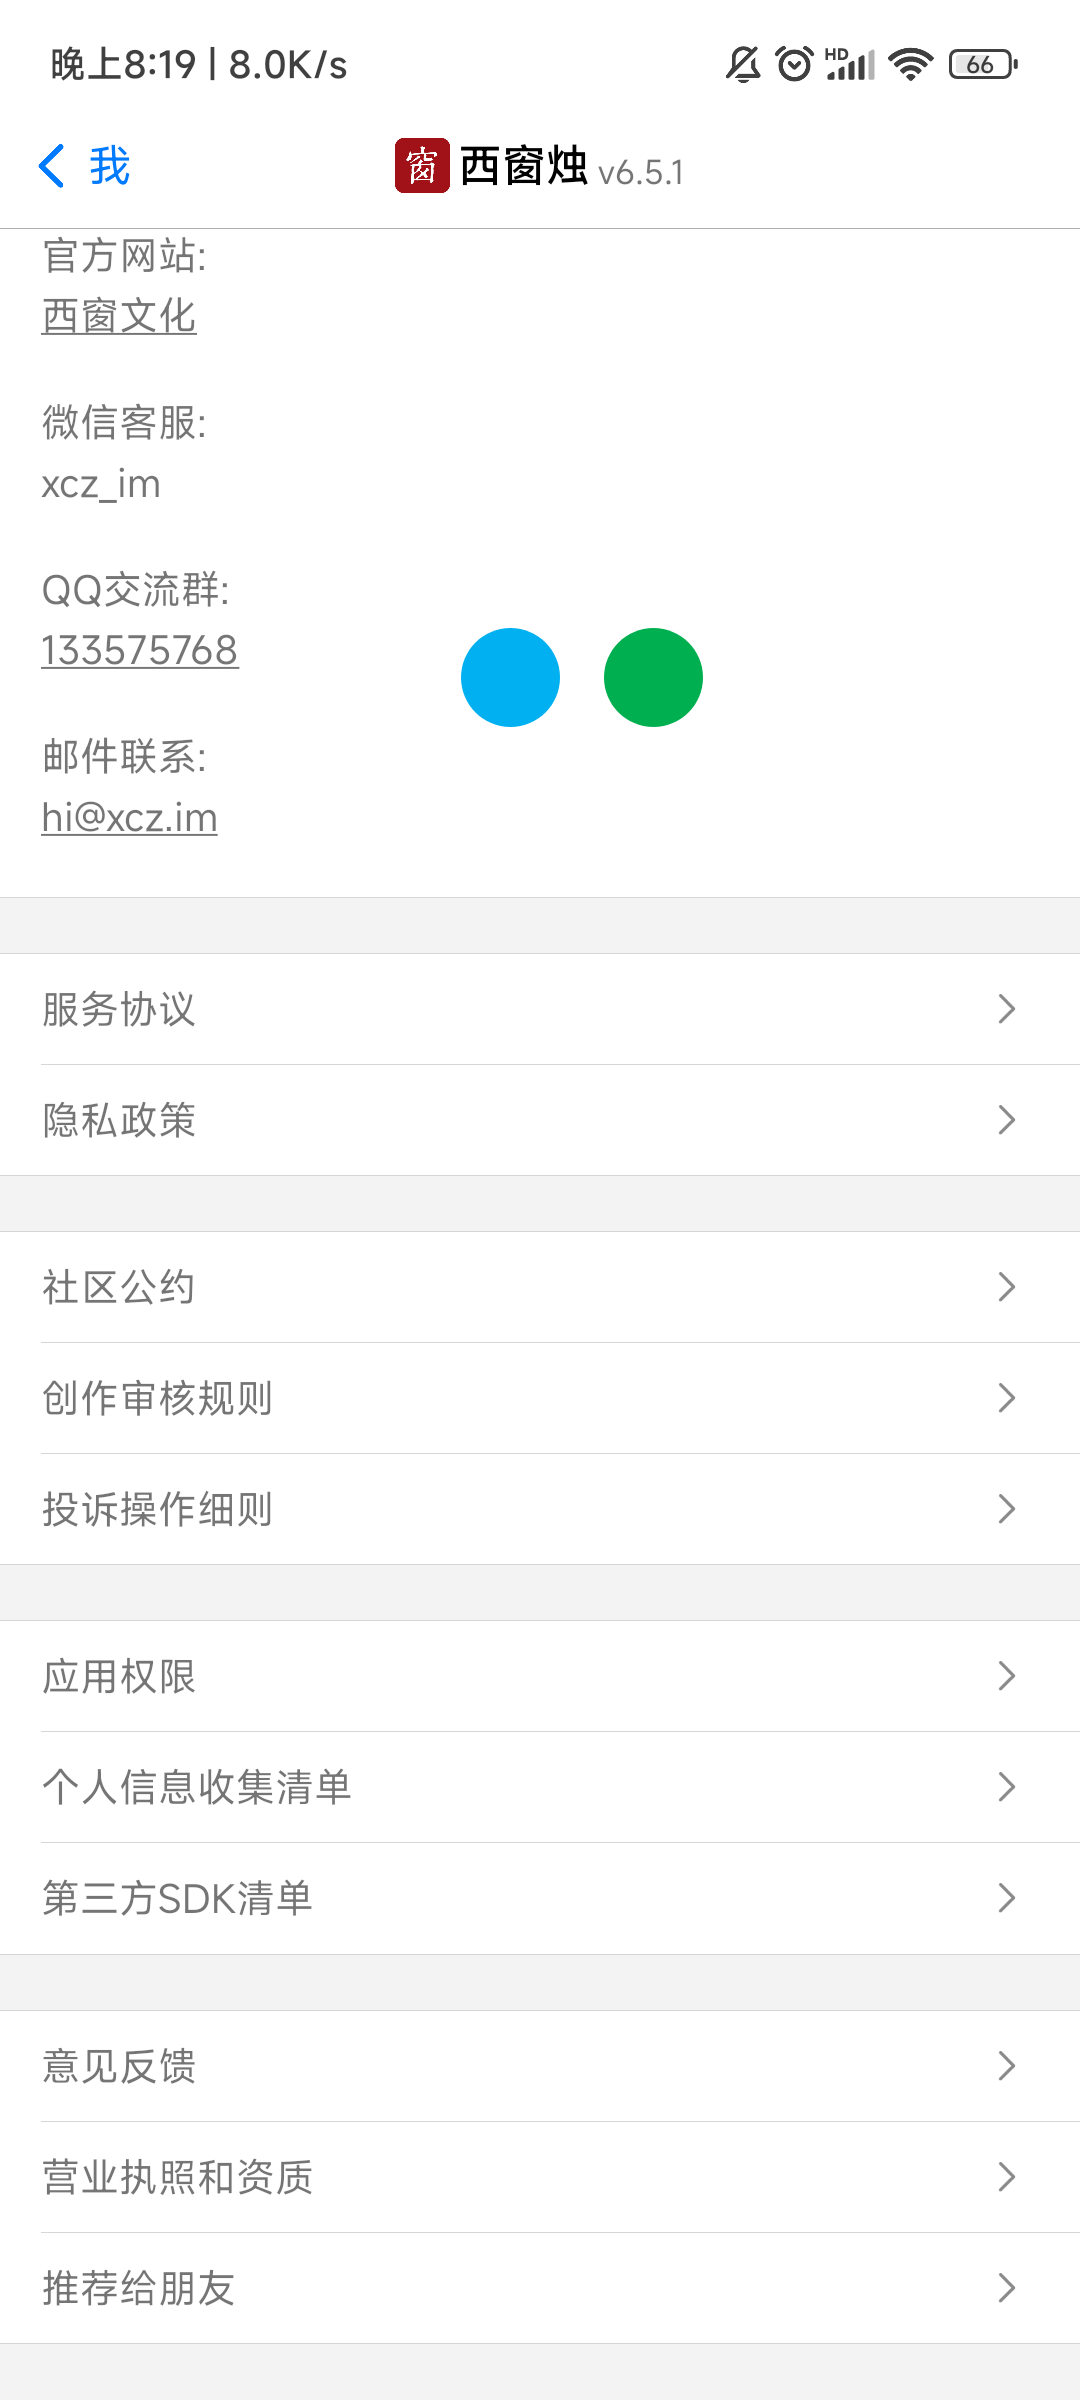 晚上8:19 | 8.0K/s
HD
66
我
窗 西窗烛 v6.5.1
官方网站:
西窗文化
微信客服:
xcz_im
QQ交流群:
133575768
邮件联系:
hi@xcz.im
服务协议
隐私政策
社区公约
创作审核规则
投诉操作细则
应用权限
个人信息收集清单
第三方SDK清单
意见反馈
营业执照和资质
推荐给朋友